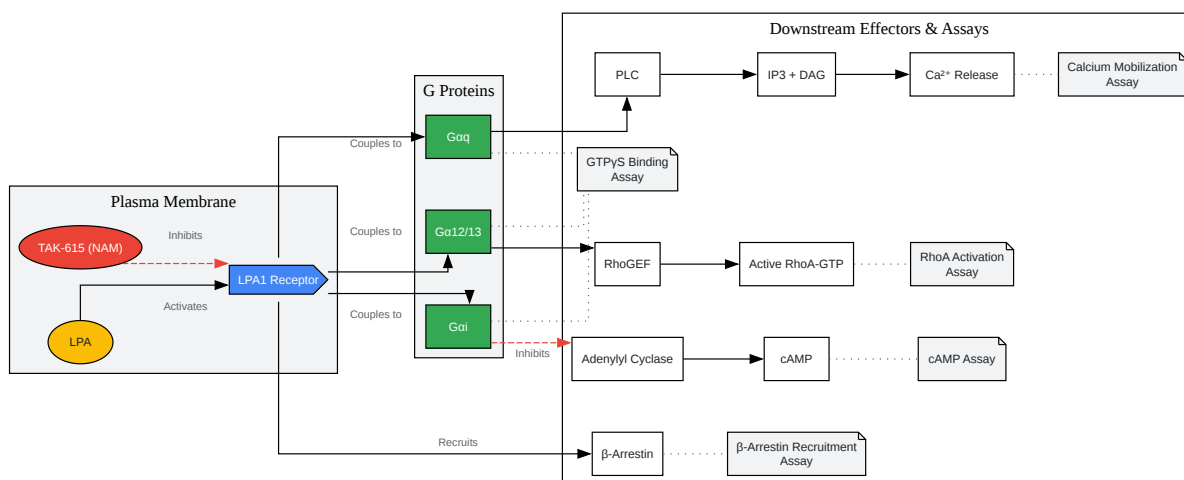 Downstream Effectors & Assays
PLC
IP3 + DAG
Ca²⁺ Release
Calcium Mobilization
Assay
G Proteins
Gαq
Couples to
GTPγS Binding
Assay
Plasma Membrane
TAK-615 (NAM)
Inhibits
LPA1 Receptor
Activates
LPA
Couples to
Gα12/13
RhoGEF
Active RhoA-GTP
RhoA Activation
Assay
Couples to
Gαi
Inhibits
Adenylyl Cyclase
cAMP
cAMP Assay
Recruits
β-Arrestin
β-Arrestin Recruitment
Assay